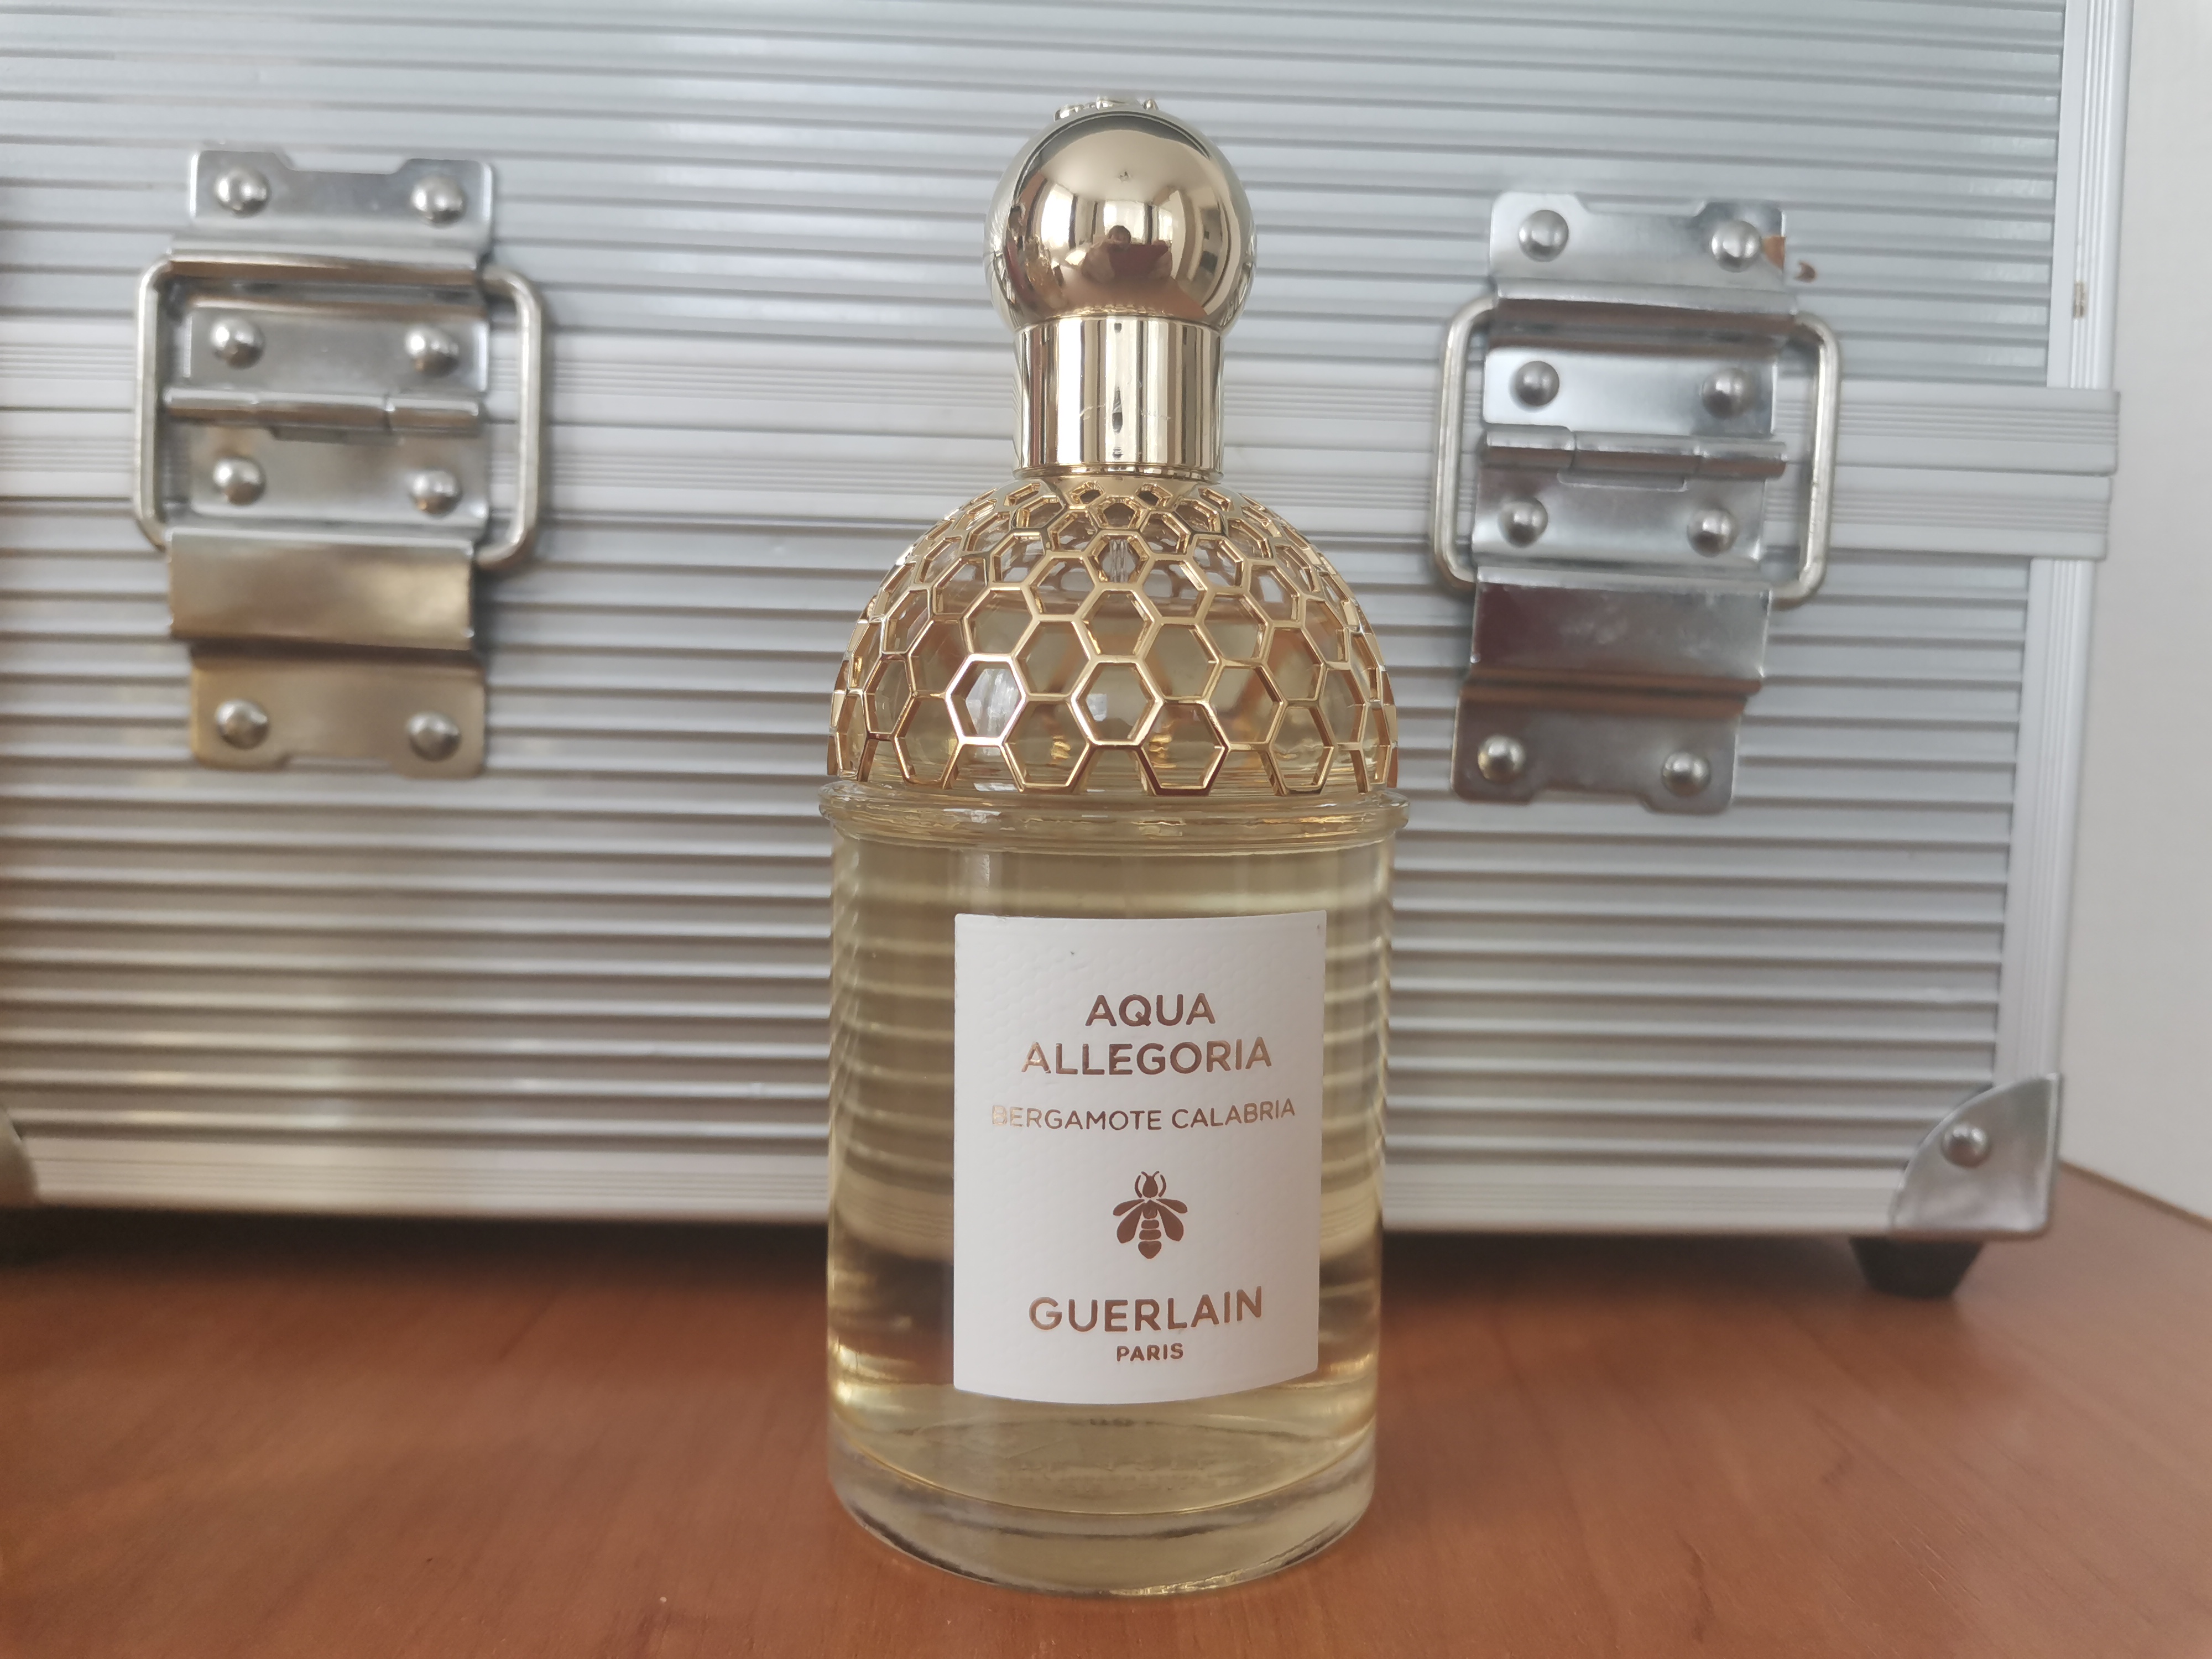 AQUA
ALLEGORIA
BERGAMOTE CALABRIA
GUERLAIN
PARIS